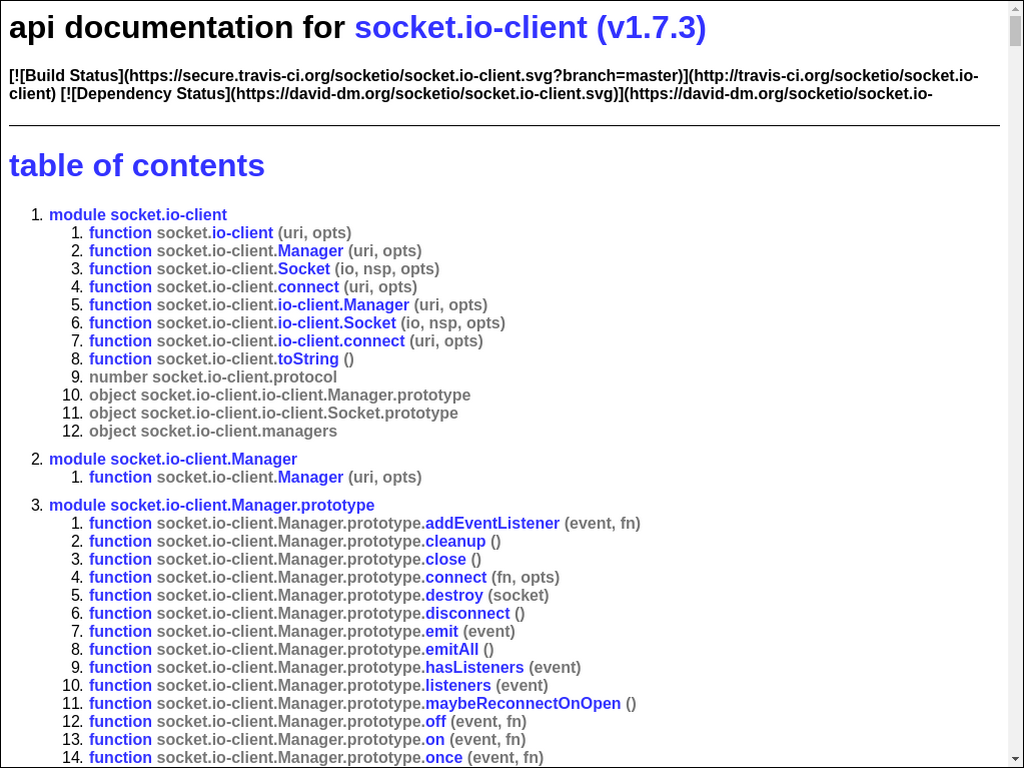 api documentation for socket.io-client (v1.7.3)
[![Build Status](https://secure.travis-ci.org/socketio/socket.io-client.svg?branch=master)](http://travis-ci.org/socketio/socket.io-
client) [![Dependency Status](https://david-dm.org/socketio/socket.io-client.svg)](https://david-dm.org/socketio/socket.io-
table of contents
1. module socket.io-client
1. function socket.io-client (uri, opts)
2. function socket.io-client.Manager (uri, opts)
3. function socket.io-client.Socket (io, nsp, opts)
4. function socket.io-client.connect (uri, opts)
5. function socket.io-client.io-client.Manager (uri, opts)
6. function socket.io-client.io-client.Socket (io, nsp, opts)
7. function socket.io-client.io-client.connect (uri, opts)
8. function socket.io-client.toString ()
9. number socket.io-client.protocol
10. object socket.io-client.io-client.Manager.prototype
11. object socket.io-client.io-client.Socket.prototype
12. object socket.io-client.managers
2. module socket.io-client.Manager
1. function socket.io-client.Manager (uri, opts)
3. module socket.io-client.Manager.prototype
1. function socket.io-client.Manager.prototype.addEventListener (event, fn)
2. function socket.io-client.Manager.prototype.cleanup ()
3. function socket.io-client.Manager.prototype.close ()
4. function socket.io-client.Manager.prototype.connect (fn, opts)
5. function socket.io-client.Manager.prototype.destroy (socket)
6. function socket.io-client.Manager.prototype.disconnect ()
7. function socket.io-client.Manager.prototype.emit (event)
8. function socket.io-client.Manager.prototype.emitAll ()
9. function socket.io-client.Manager.prototype.hasListeners (event)
10. function socket.io-client.Manager.prototype.listeners (event)
11. function socket.io-client.Manager.prototype.maybeReconnectOnOpen ()
12. function socket.io-client.Manager.prototype.off (event, fn)
13. function socket.io-client.Manager.prototype.on (event, fn)
14. function socket.io-client.Manager.prototype.once (event, fn)